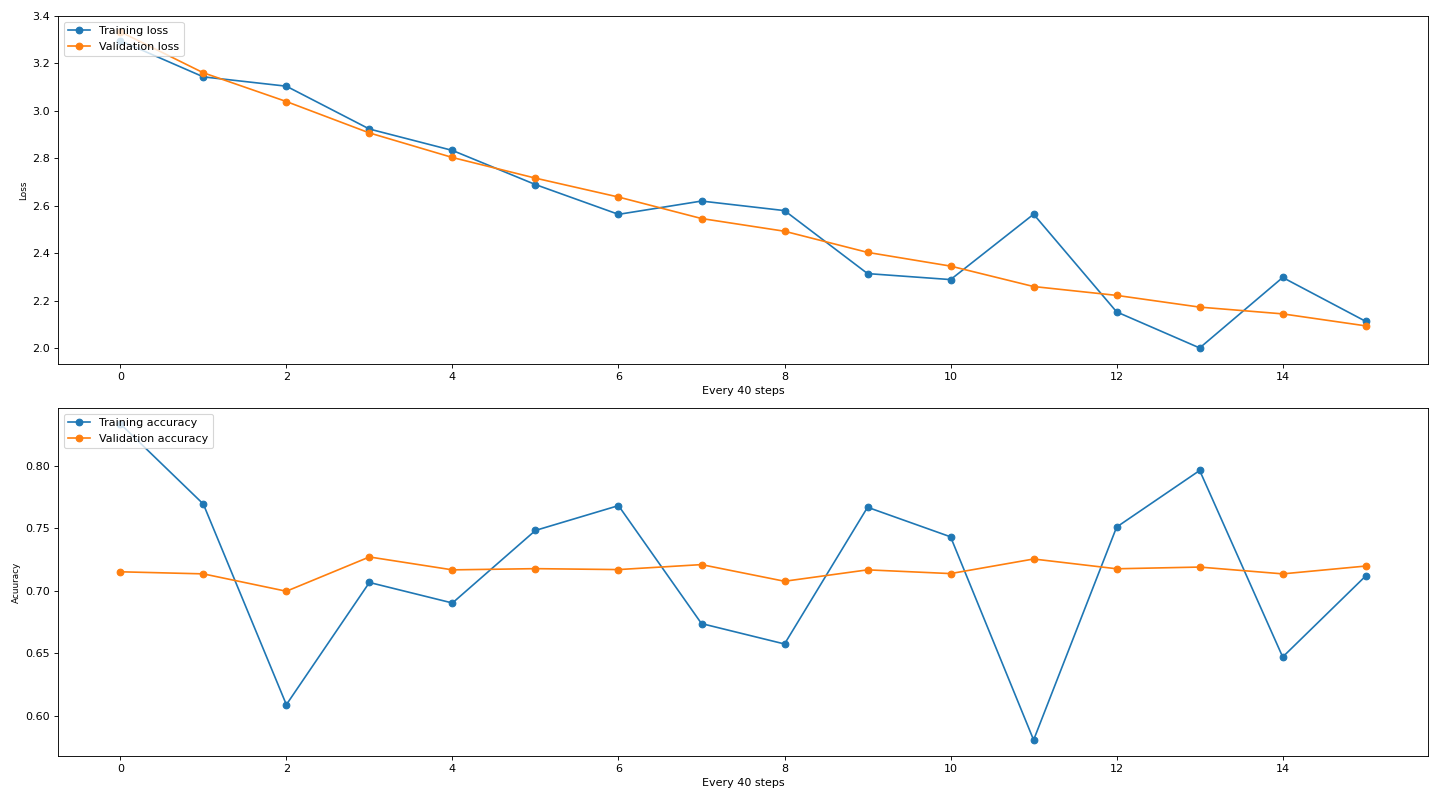 3.4
Training loss
Validation loss
3.2
3.0
2.8
2.6
2.4
2.2
2.0
Loss
0 2 4 6 8 10 12 14
Every 40 steps
Training accuracy
Validation accuracy
0.80
0.75
0.70
0.65
0.60
Acuuracy
0 2 4 6 8 10 12 14
Every 40 steps